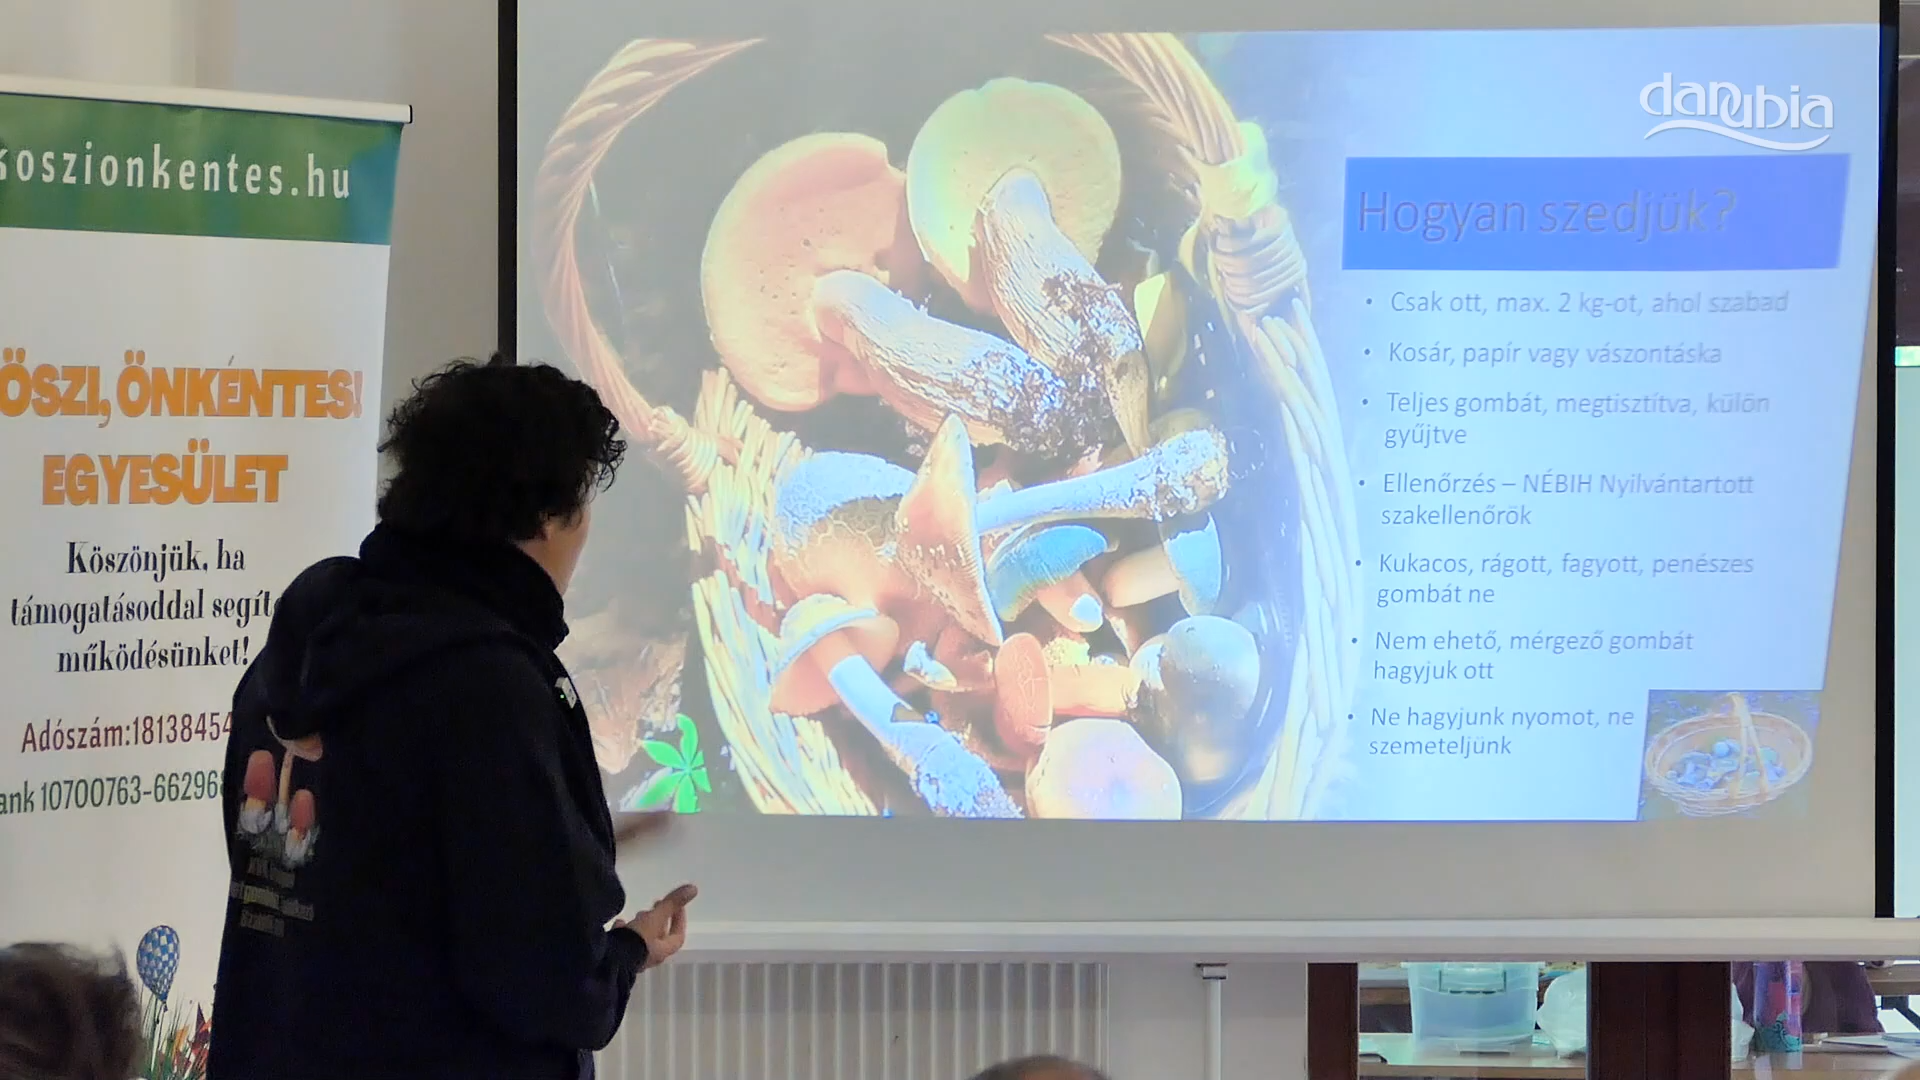 koszionkentes.hu
ÖSZI, ÖNKÉNTES!
EGYESÜLET
Köszönjük, ha
támogatásoddal segít
működésünket!
Adószám:18138454
ank 10700763-66296
danubia
Hogyan szedjük?
• Csak ott, max. 2 kg-ot, ahol szabad
• Kosár, papír vagy vászontáska
• Teljes gombát, megtisztítva, külön
gyűjtve
• Ellenőrzés – NÉBIH Nyilvántartott
szakellenőrök
• Kukacos, rágott, fagyott, penészes
gombát ne
• Nem ehető, mérgező gombát
hagyjuk ott
• Ne hagyjunk nyomot, ne
szemeteljünk